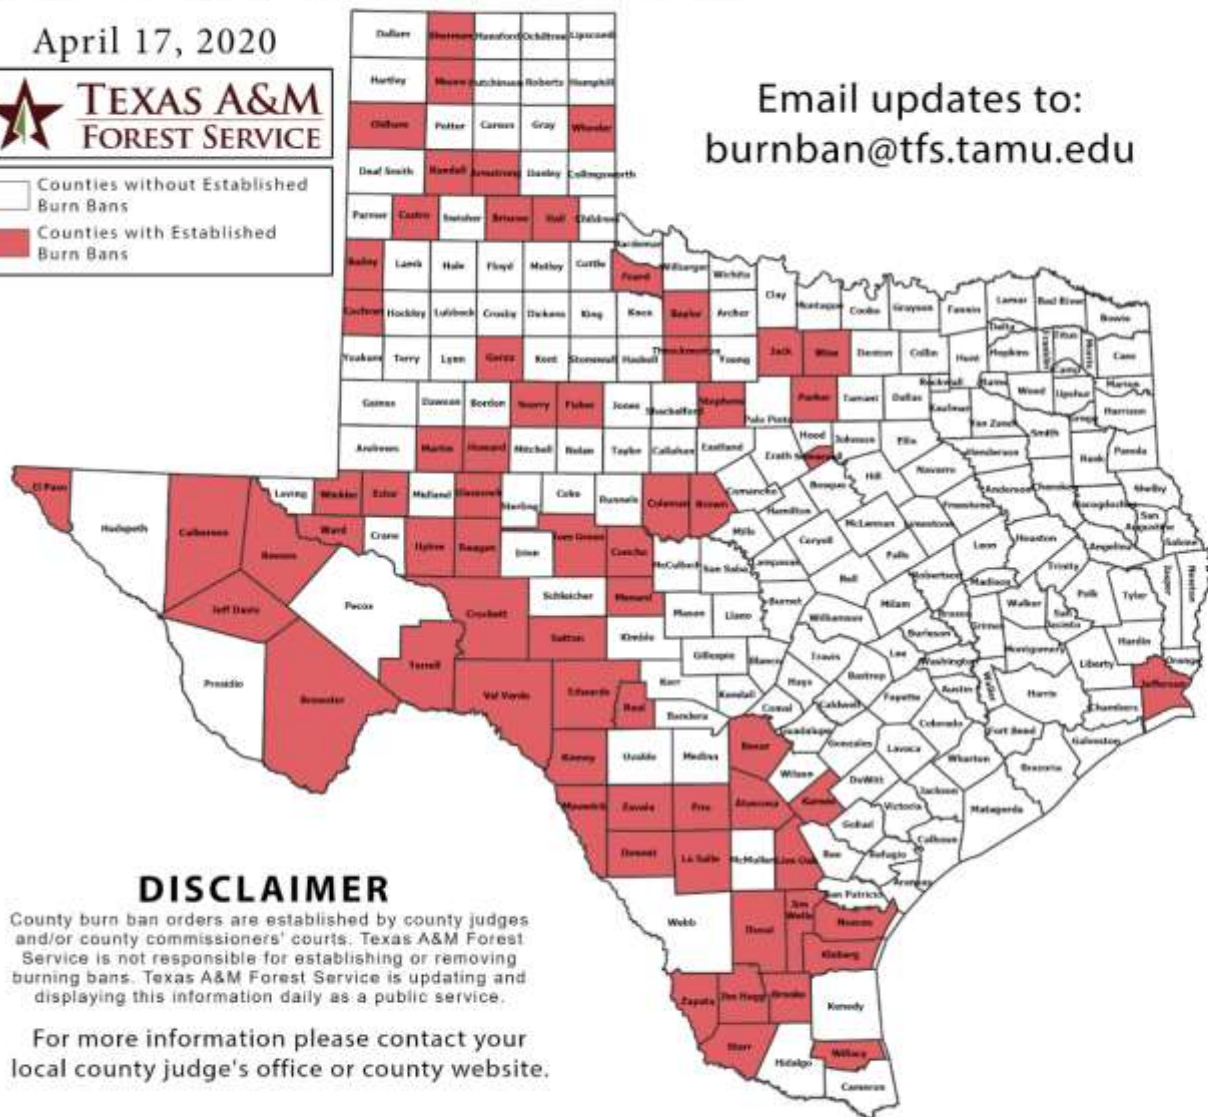 April 17, 2020
TEXAS A&M
FOREST SERVICE
Counties without Established
Burn Bans
Counties with Established
Burn Bans
Email updates to:
burnban@tfs.tamu.edu
Dallam Sherman Hansford Ochiltree Lipscomb
Hartley Moore Hutchinson Roberts Hemphill
Oldham Potter Carson Gray Wheeler
Deaf Smith Randall Armstrong Donley Collingsworth
Parmer Castro Swisher Briscoe Hall Childress
Bailey Lamb Hale Floyd Motley Cottle Hardeman Foard Wilbarger Wichita
Cochran Hockley Lubbock Crosby Dickens King Knox Baylor Archer Clay Montague Cooke Grayson Fannin Lamar Red River Bowie
Yoakum Terry Lynn Garza Kent Stonewall Haskell Throckmorton Young Jack Wise Denton Collin Hunt Delta Hopkins Franklin Titus Morris Camp Cass
Gaines Dawson Borden Scurry Fisher Jones Shackelford Stephens Palo Pinto Parker Tarrant Dallas Rockwall Kaufman Rains Wood Upshur Marion Harrison
Andrews Martin Howard Mitchell Nolan Taylor Callahan Eastland Erath Hood Somervell Johnson Ellis Van Zandt Smith Gregg Henderson Rusk Panola
El Paso Hudspeth Culberson Reeves Loving Winkler Ector Midland Glasscock Sterling Coke Runnels Coleman Brown Comanche Hamilton Bosque Hill Navarro Freestone Anderson Cherokee Nacogdoches Shelby
Ward Crane Upton Reagan Irion Tom Green Concho McCulloch San Saba Mills Lampasas Coryell McLennan Limestone Falls Leon Houston Angelina San Augustine Sabine
Jeff Davis Pecos Crockett Schleicher Menard Mason Llano Burnet Bell Milam Robertson Madison Trinity Polk Tyler Jasper Newton
Presidio Brewster Terrell Val Verde Sutton Kimble Gillespie Blanco Williamson Travis Brazos Burleson Grimes Walker San Jacinto Hardin
Edwards Real Kerr Kendall Bandera Hays Comal Caldwell Bastrop Lee Washington Fayette Austin Waller Montgomery Liberty Orange Jefferson
Kinney Uvalde Medina Bexar Guadalupe Gonzales Lavaca Colorado Harris Fort Bend Chambers Galveston
Maverick Zavala Frio Atascosa Wilson Karnes DeWitt Wharton Brazoria
Dimmit La Salle McMullen Live Oak Bee Goliad Victoria Jackson Matagorda Calhoun Refugio Aransas
Webb Duval Jim Wells San Patricio Nueces Kleberg
Zapata Jim Hogg Brooks Kenedy
Starr Hidalgo Willacy Cameron
DISCLAIMER
County burn ban orders are established by county judges
and/or county commissioners' courts. Texas A&M Forest
Service is not responsible for establishing or removing
burning bans. Texas A&M Forest Service is updating and
displaying this information daily as a public service.
For more information please contact your
local county judge's office or county website.